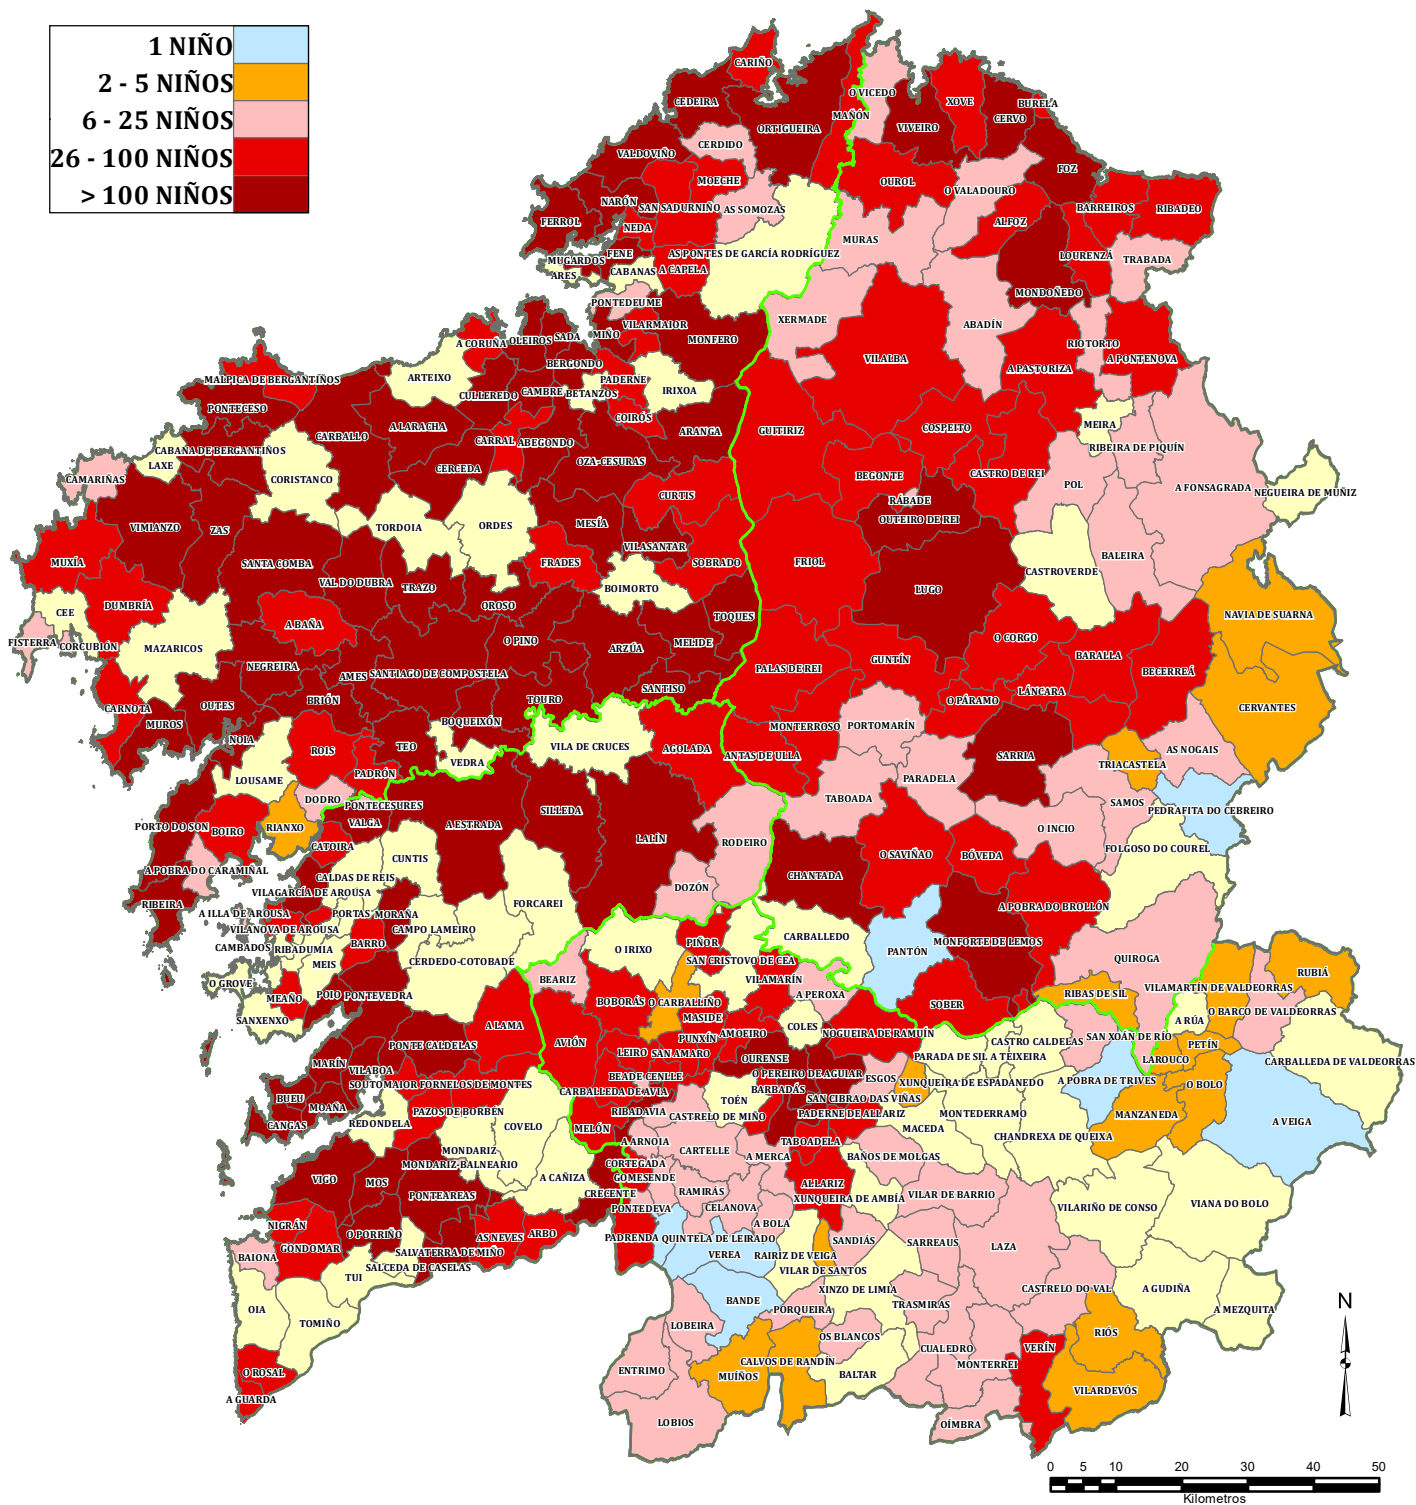 1 NIÑO
2 - 5 NIÑOS
6 - 25 NIÑOS
26 - 100 NIÑOS
> 100 NIÑOS
CARIÑO
O VICEDO
CEDEIRA
XOVE
BURELA
MAÑÓN
CERVO
ORTIGUEIRA
VIVEIRO
CERDIDO
VALDOVIÑO
FOZ
MOECHE
OUROL
O VALADOURO
NARÓN
SAN SADURNIÑO
AS SOMOZAS
BARREIROS
RIBADEO
FERROL
NEDA
ALFOZ
MURAS
FENE
AS PONTES DE GARCÍA RODRÍGUEZ
LOURENZÁ
TRABADA
MUGARDOS
ARES
CABANAS
A CAPELA
MONDOÑEDO
PONTEDEUME
XERMADE
VILARMAIOR
ABADÍN
MIÑO
MONFERO
RIOTORTO
A CORUÑA
OLEIROS
SADA
VILALBA
A PONTENOVA
BERGONDO
A PASTORIZA
ARTEIXO
PADERNE
IRIXOA
MALPICA DE BERGANTIÑOS
CULLEREDO
CAMBRE
BETANZOS
PONTECESO
COIRÓS
MEIRA
A LARACHA
CARBALLO
CARRAL
ABEGONDO
ARANGA
GUITIRIZ
COSPEITO
RIBEIRA DE PIQUÍN
CABANA DE BERGANTIÑOS
LAXE
OZA-CESURAS
CERCEDA
CORISTANCO
BEGONTE
CASTRO DE REI
CAMARIÑAS
POL
A FONSAGRADA
NEGUEIRA DE MUÑIZ
CURTIS
RÁBADE
OUTEIRO DE REI
VIMIANZO
ZAS
TORDOIA
ORDES
MESÍA
VILASANTAR
BALEIRA
MUXÍA
SANTA COMBA
FRADES
SOBRADO
FRIOL
CASTROVERDE
VAL DO DUBRA
TRAZO
BOIMORTO
LUGO
DUMBRÍA
OROSO
CEE
NAVIA DE SUARNA
A BAÑA
TOQUES
FISTERRA
CORCUBIÓN
MAZARICOS
O PINO
ARZÚA
MELIDE
O CORGO
BARALLA
NEGREIRA
AMES
SANTIAGO DE COMPOSTELA
PALAS DE REI
GUNTÍN
BECERREÁ
SANTISO
LÁNCARA
BRIÓN
TOURO
O PÁRAMO
CARNOTA
OUTES
CERVANTES
MUROS
BOQUEIXÓN
MONTERROSO
PORTOMARÍN
NOIA
ROIS
TEO
VILA DE CRUCES
AGOLADA
ANTAS DE ULLA
SARRIA
AS NOGAIS
VEDRA
TRIACASTELA
LOUSAME
PADRÓN
PARADELA
DODRO
PONTECESURES
TABOADA
SAMOS
PEDRAFITA DO CEBREIRO
SILLEDA
PORTO DO SON
BOIRO
RIANXO
VALGA
A ESTRADA
O INCIO
LALÍN
RODEIRO
CATOIRA
FOLGOSO DO COUREL
CUNTIS
O SAVIÑAO
BÓVEDA
A POBRA DO CARAMIÑAL
CALDAS DE REIS
CHANTADA
DOZÓN
VILAGARCÍA DE AROUSA
RIBEIRA
FORCAREI
A POBRA DO BROLLÓN
A ILLA DE AROUSA
PORTAS
MORAÑA
VILANOVA DE AROUSA
CAMPO LAMEIRO
CARBALLEDO
CAMBADOS
RIBADUMIA
BARRO
O IRIXO
PIÑOR
MONFORTE DE LEMOS
PANTÓN
CERDEDO-COTOBADE
SAN CRISTOVO DE CEA
QUIROGA
MEIS
RUBIÁ
O GROVE
BEARIZ
VILAMARÍN
VILAMARTÍN DE VALDEORRAS
POIO
PONTEVEDRA
A PEROXA
RIBAS DE SIL
MEAÑO
BOBORÁS
O CARBALLIÑO
SOBER
O BARCO DE VALDEORRAS
SANXENXO
MASIDE
A RÚA
A LAMA
COLES
NOGUEIRA DE RAMUÍN
PUNXÍN
AMOEIRO
SAN XOÁN DE RÍO
AVIÓN
CASTRO CALDELAS
PETÍN
PONTE CALDELAS
LEIRO
SAN AMARO
PARADA DE SIL
A TEIXEIRA
LAROUCO
CARBALLEDA DE VALDEORRAS
MARÍN
OURENSE
VILABOA
BEADE
CENLLE
O PEREIRO DE AGUIAR
ESGOS
A POBRA DE TRIVES
SOUTOMAIOR
FORNELOS DE MONTES
CARBALLEDA DE AVIA
BARBADÁS
XUNQUEIRA DE ESPADANEDO
O BOLO
BUEU
MOAÑA
TOÉN
SAN CIBRAO DAS VIÑAS
PAZOS DE BORBÉN
RIBADAVIA
CASTRELO DE MIÑO
PADERNE DE ALLARIZ
MONTEDERRAMO
MANZANEDA
CANGAS
REDONDELA
COVELO
MELÓN
MACEDA
A VEIGA
A ARNOIA
TABOADELA
CHANDREXA DE QUEIXA
MONDARIZ
CARTELLE
A MERCA
BAÑOS DE MOLGAS
MONDARIZ-BALNEARIO
CORTEGADA
VIGO
MOS
A CAÑIZA
GOMESENDE
ALLARIZ
PONTEAREAS
CRECENTE
RAMIRÁS
XUNQUEIRA DE AMBÍA
VILAR DE BARRIO
VILARIÑO DE CONSO
VIANA DO BOLO
PONTEDEVA
CELANOVA
NIGRÁN
A BOLA
O PORRIÑO
AS NEVES
ARBO
PADRENDA
QUINTELA DE LEIRADO
SANDIÁS
SARREAUS
LAZA
GONDOMAR
BAIONA
SALVATERRA DE MIÑO
VEREA
RAIRIZ DE VEIGA
SALCEDA DE CASELAS
VILAR DE SANTOS
TUI
XINZO DE LIMIA
CASTRELO DO VAL
A GUDIÑA
BANDE
OIA
PORQUEIRA
TRASMIRAS
A MEZQUITA
TOMIÑO
LOBEIRA
OS BLANCOS
RIÓS
CUALEDRO
VERÍN
CALVOS DE RANDÍN
MONTERREI
O ROSAL
ENTRIMO
MUÍÑOS
BALTAR
VILARDEVÓS
A GUARDA
LOBIOS
OÍMBRA
N
0 5 10 20 30 40 50
Kilometros